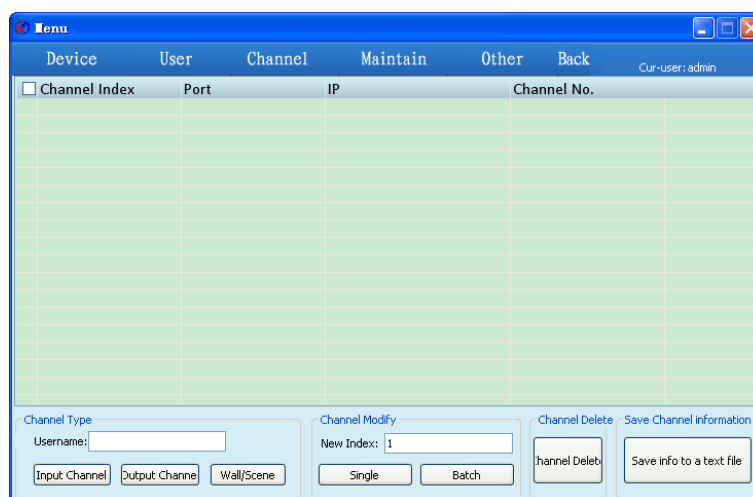 Menu
Device User Channel Maintain Other Back Cur-user: admin
Channel Index Port IP Channel No.
Channel Type Channel Modify Channel Delete Save Channel information
Username: New Index: 1
Input Channel Output Channe Wall/Scene Single Batch hannel Delet Save info to a text file